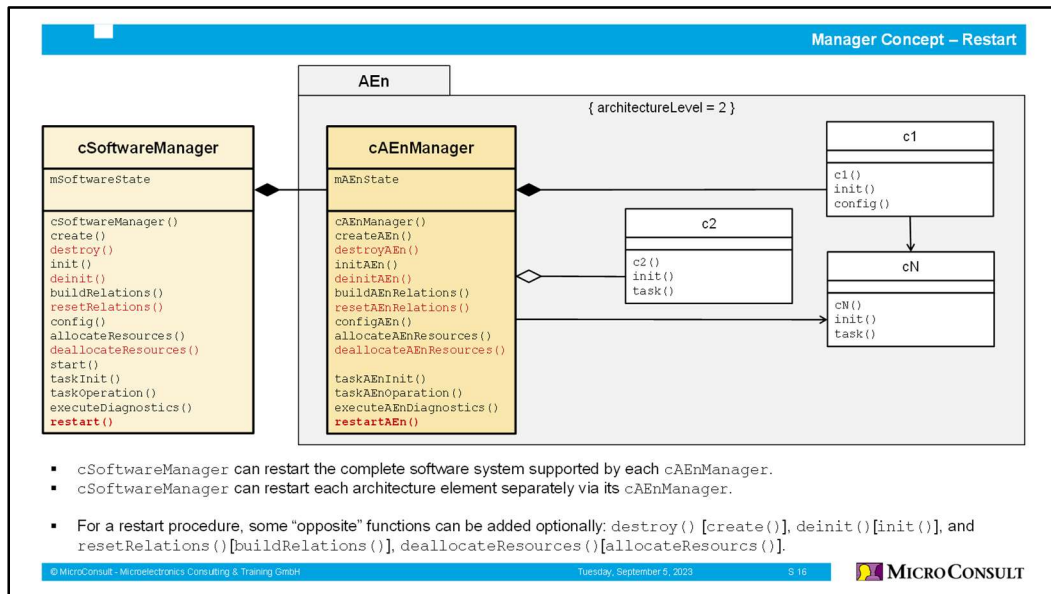 Manager Concept – Restart
AEn
{ architectureLevel = 2 }
cSoftwareManager
mSoftwareState
cSoftwareManager()
create()
destroy()
init()
deinit()
buildRelations()
resetRelations()
config()
allocateResources()
deallocateResources()
start()
taskInit()
taskOperation()
executeDiagnostics()
restart()
cAEnManager
mAEnState
cAEnManager()
createAEn()
destroyAEn()
initAEn()
deinitAEn()
buildAEnRelations()
resetAEnRelations()
configAEn()
allocateAEnResources()
deallocateAEnResources()
taskAEnInit()
taskAEnOparation()
executeAEnDiagnostics()
restartAEn()
c2
c2()
init()
task()
c1
c1()
init()
config()
cN
cN()
init()
task()
▪ cSoftwareManager can restart the complete software system supported by each cAEnManager.
▪ cSoftwareManager can restart each architecture element separately via its cAEnManager.
▪ For a restart procedure, some “opposite” functions can be added optionally: destroy() [create()], deinit()[init()], and
resetRelations()[buildRelations()], deallocateResources()[allocateResourcs()].
© MicroConsult - Microelectronics Consulting & Training GmbH
Tuesday, September 5, 2023
S 16
MICROCONSULT